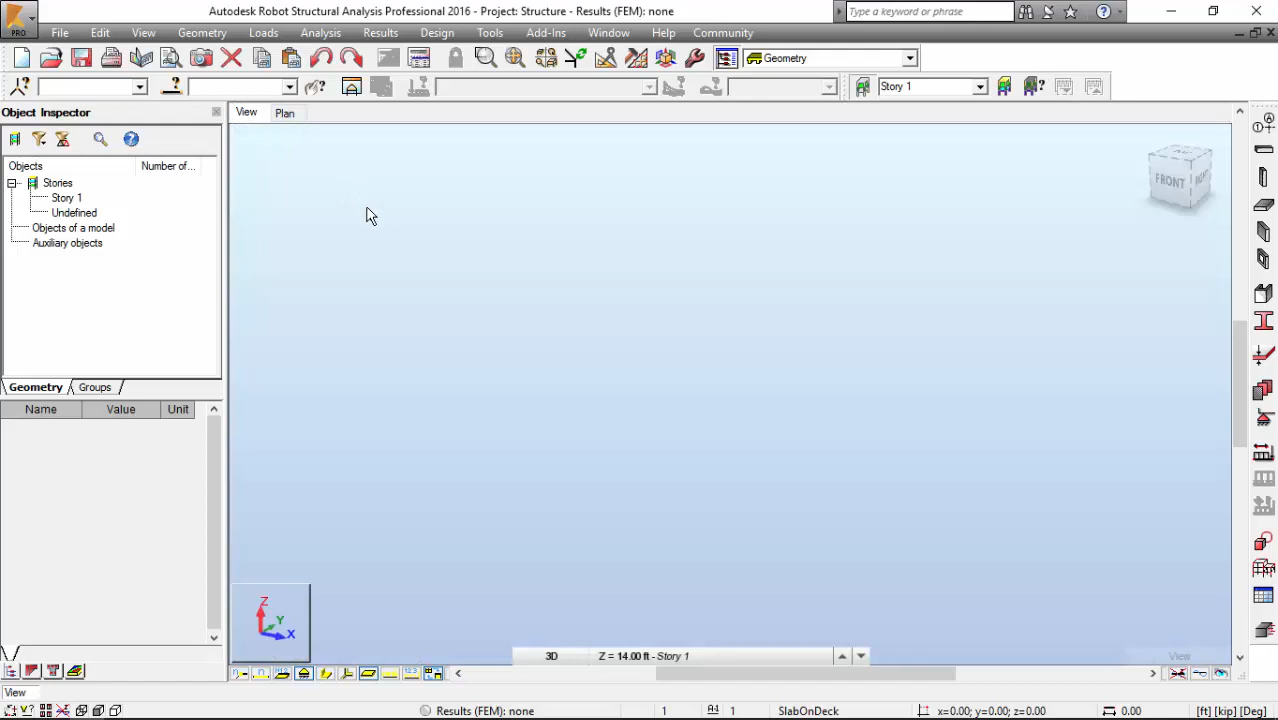 Autodesk Robot Structural Analysis Professional 2016 - Project: Structure - Results (FEM): none
Type a keyword or phrase
PRO
File Edit View Geometry Loads Analysis Results Design Tools Add-Ins Window Help Community
Geometry
Story 1
Object Inspector
View Plan
Objects Number of...
Stories
Story 1
Undefined
Objects of a model
Auxiliary objects
FRONT
Geometry Groups
Name Value Unit
Z
Y
X
3D Z = 14.00 ft - Story 1
View
View
Results (FEM): none 1 1 SlabOnDeck x=0.00; y=0.00; z=0.00 0.00 [ft] [kip] [Deg]